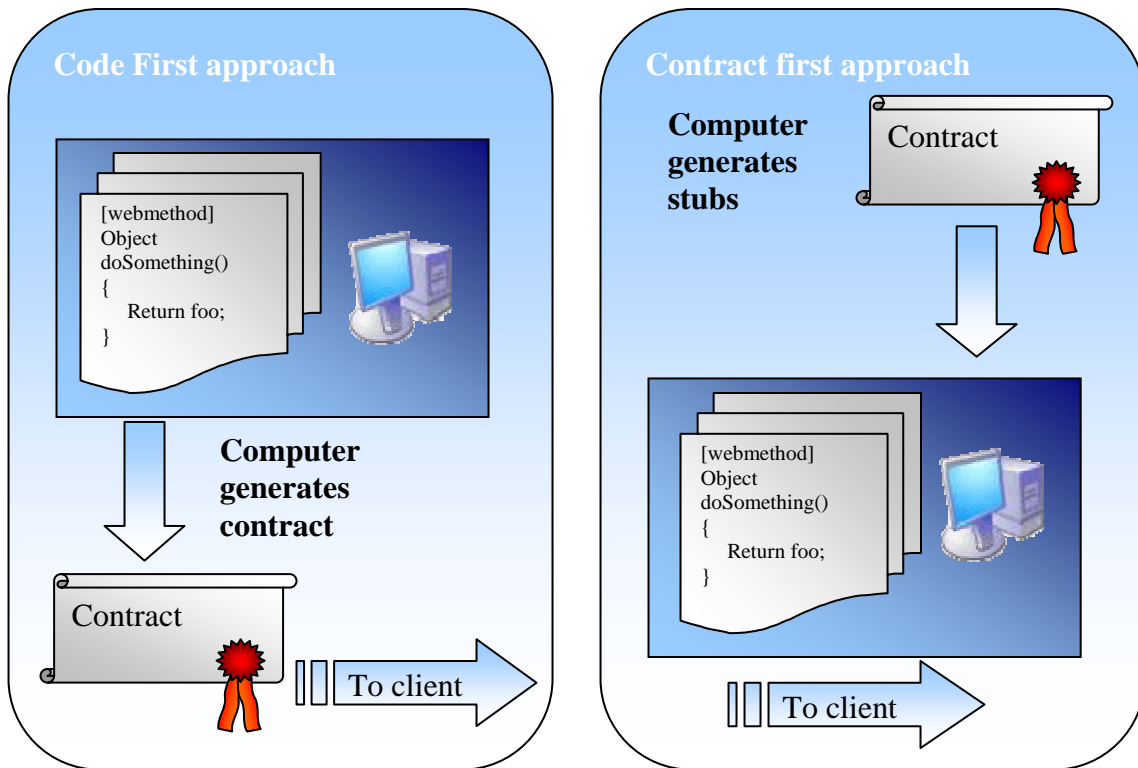 Code First approach
[webmethod]
Object
doSomething()
{
Return foo;
}
Computer
generates
contract
Contract
To client
Contract first approach
Computer
generates
stubs
Contract
[webmethod]
Object
doSomething()
{
Return foo;
}
To client